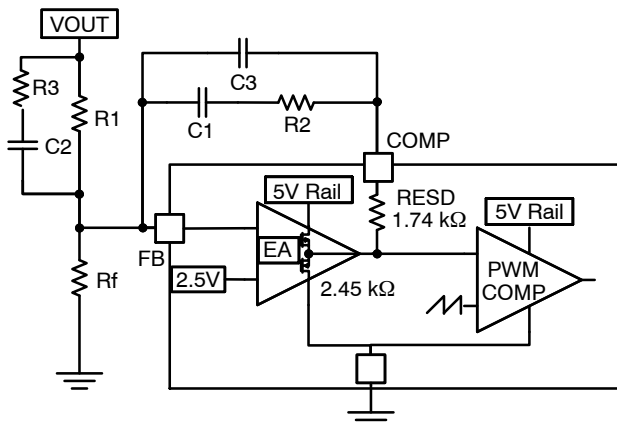 VOUT
R3
C3
R1
C1
R2
C2
COMP
5V Rail
RESD
1.74 kΩ
5V Rail
EA
FB
PWM
COMP
Rf
2.5V
2.45 kΩ